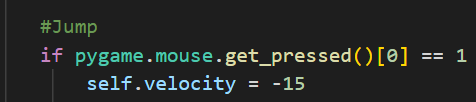 #Jump
if pygame.mouse.get_pressed()[0] == 1
self.velocity = -15